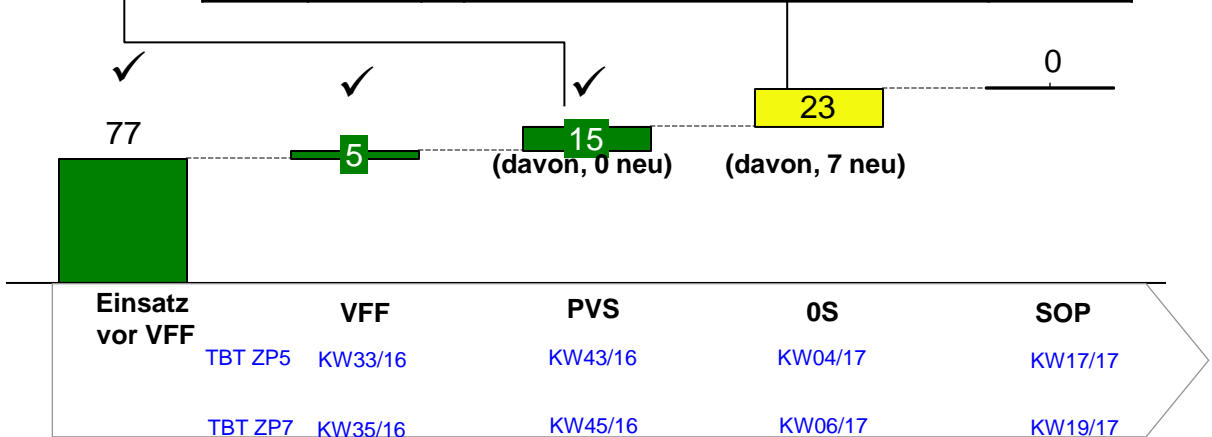 ✓ ✓ ✓ 0
77 5 15 23
(davon, 0 neu) (davon, 7 neu)
Einsatz
vor VFF
VFF PVS 0S SOP
TBT ZP5 KW33/16 KW43/16 KW04/17 KW17/17
TBT ZP7 KW35/16 KW45/16 KW06/17 KW19/17